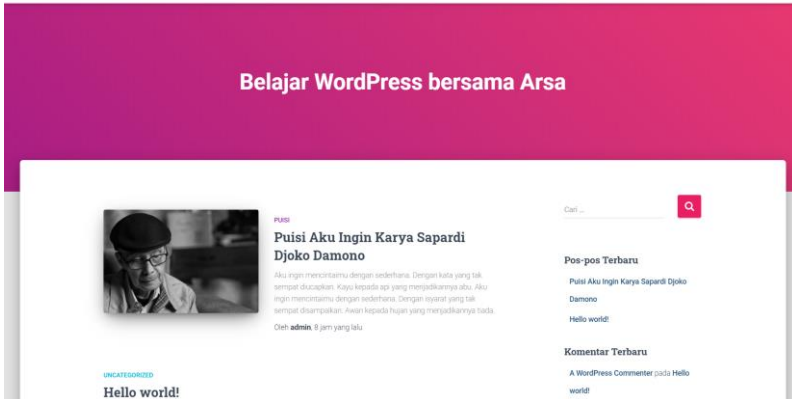 Belajar WordPress bersama Arsa
PUISI
Puisi Aku Ingin Karya Sapardi
Djoko Damono
Aku ingin mencintaimu dengan sederhana. Dengan kata yang tak
sempat diucapkan. Kayu kepada api yang menjadikannya abu. Aku
ingin mencintaimu dengan sederhana. Dengan isyarat yang tak
sempat disampaikan. Awan kepada hujan yang menjadikannya tiada.
Oleh admin, 8 jam yang lalu
UNCATEGORIZED
Hello world!
Cari ...
Pos-pos Terbaru
Puisi Aku Ingin Karya Sapardi Djoko
Damono
Hello world!
Komentar Terbaru
A WordPress Commenter pada Hello
world!